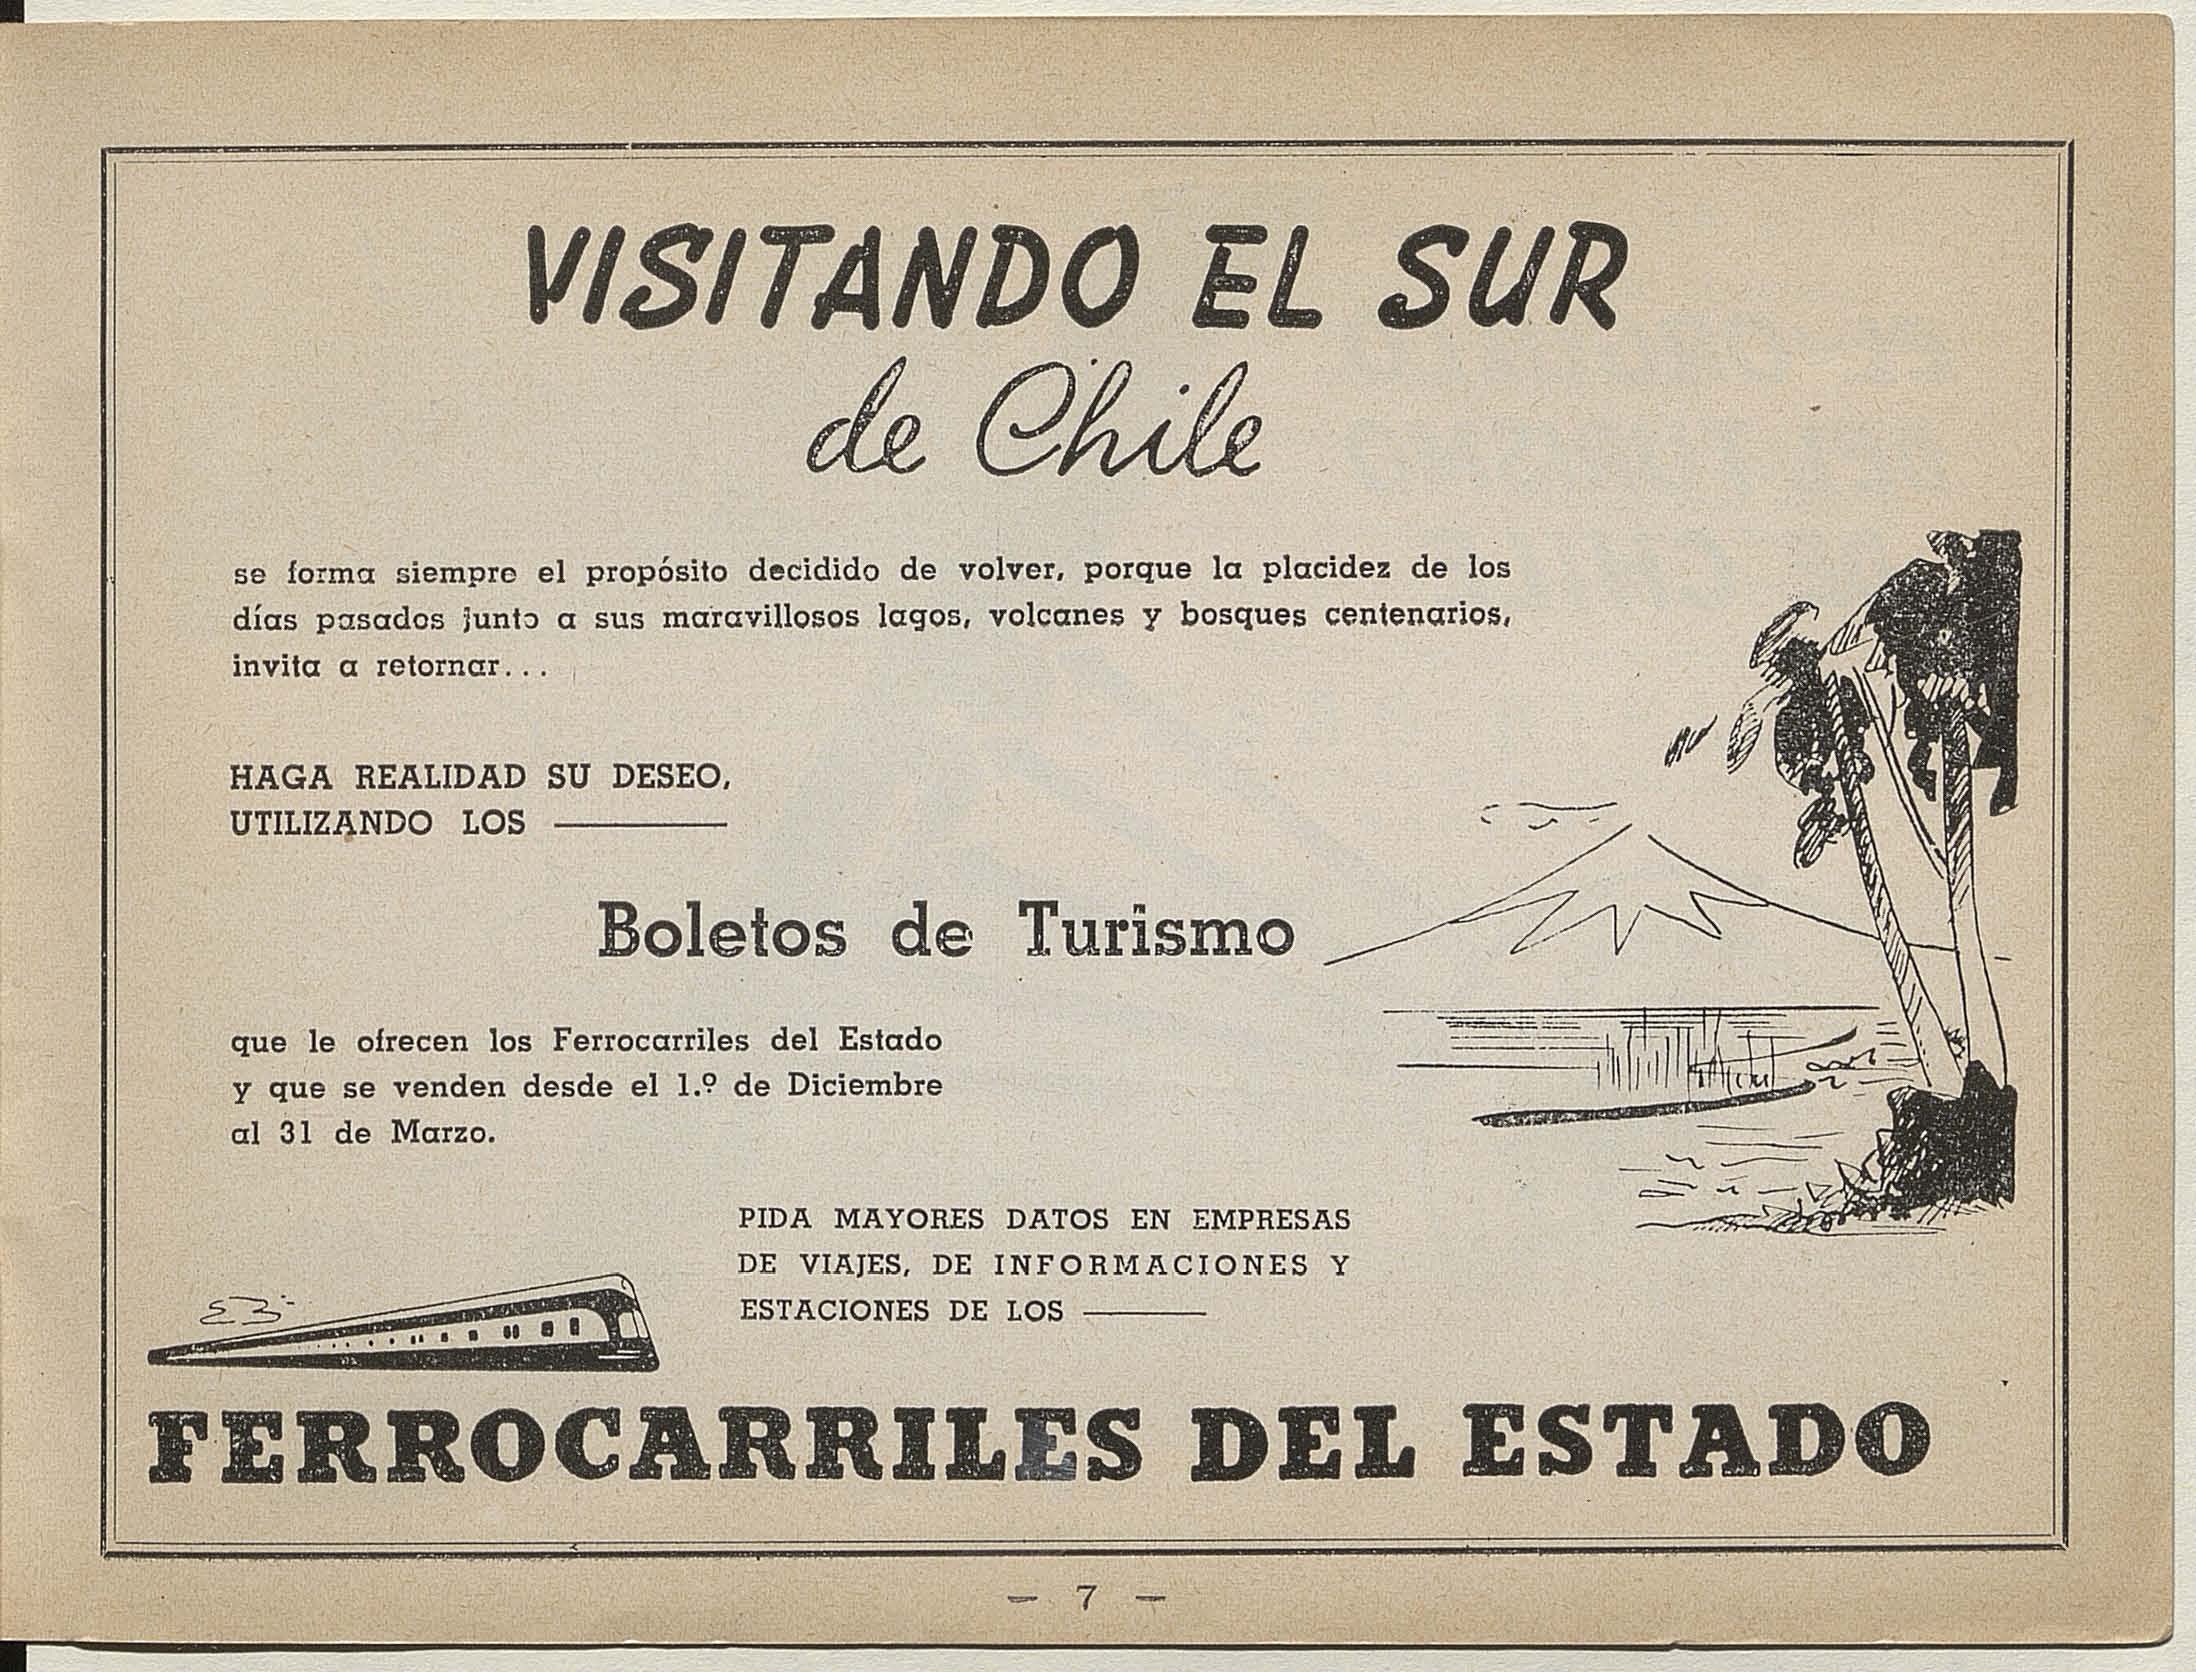 VISITANDO EL SUR
de Chile
se forma siempre el propósito decidido de volver, porque la placidez de los
días pasados junto a sus maravillosos lagos, volcanes y bosques centenarios,
invita a retornar...
HAGA REALIDAD SU DESEO,
UTILIZANDO LOS
Boletos de Turismo
que le ofrecen los Ferrocarriles del Estado
y que se venden desde el 1.º de Diciembre
al 31 de Marzo.
PIDA MAYORES DATOS EN EMPRESAS
DE VIAJES, DE INFORMACIONES Y
ESTACIONES DE LOS
FERROCARRILES DEL ESTADO
— 7 —